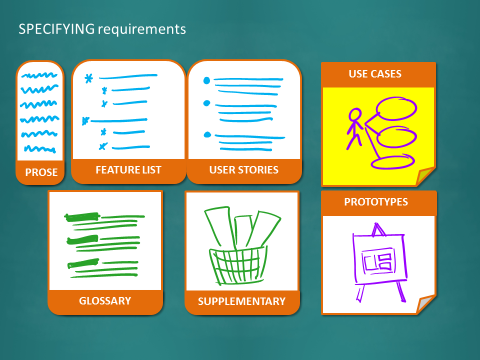 SPECIFYING requirements
PROSE
FEATURE LIST
USER STORIES
USE CASES
GLOSSARY
SUPPLEMENTARY
PROTOTYPES